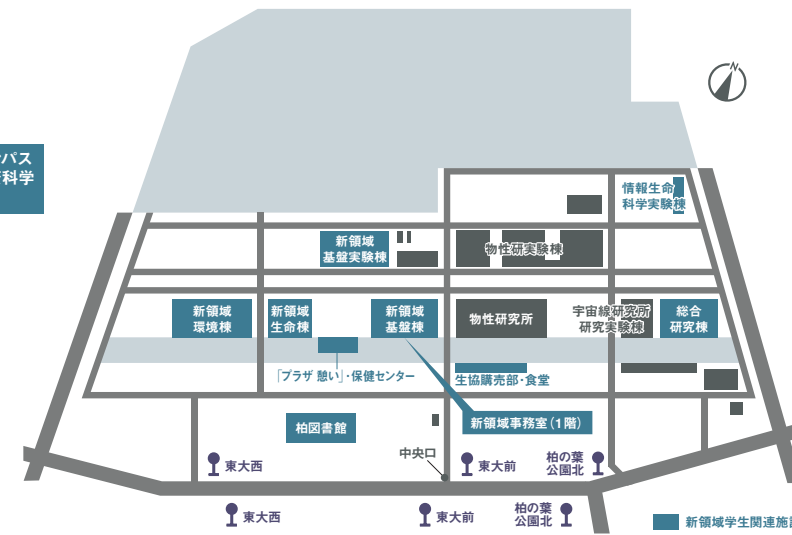 パス
科学
N
情報生命
科学実験棟
新領域
基盤実験棟
物性研実験棟
新領域
環境棟
新領域
生命棟
新領域
基盤棟
物性研究所
宇宙線研究所
研究実験棟
総合
研究棟
「プラザ 憩い」・保健センター
生協購売部・食堂
柏図書館
新領域事務室(1階)
中央口
東大西
東大前
柏の葉
公園北
東大西
東大前
柏の葉
公園北
新領域学生関連施